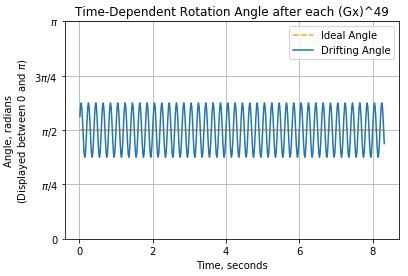 Time-Dependent Rotation Angle after each (Gx)^49
Ideal Angle
Drifting Angle
Angle, radians
(Displayed between 0 and π)
π
3π/4
π/2
π/4
0
0 2 4 6 8
Time, seconds